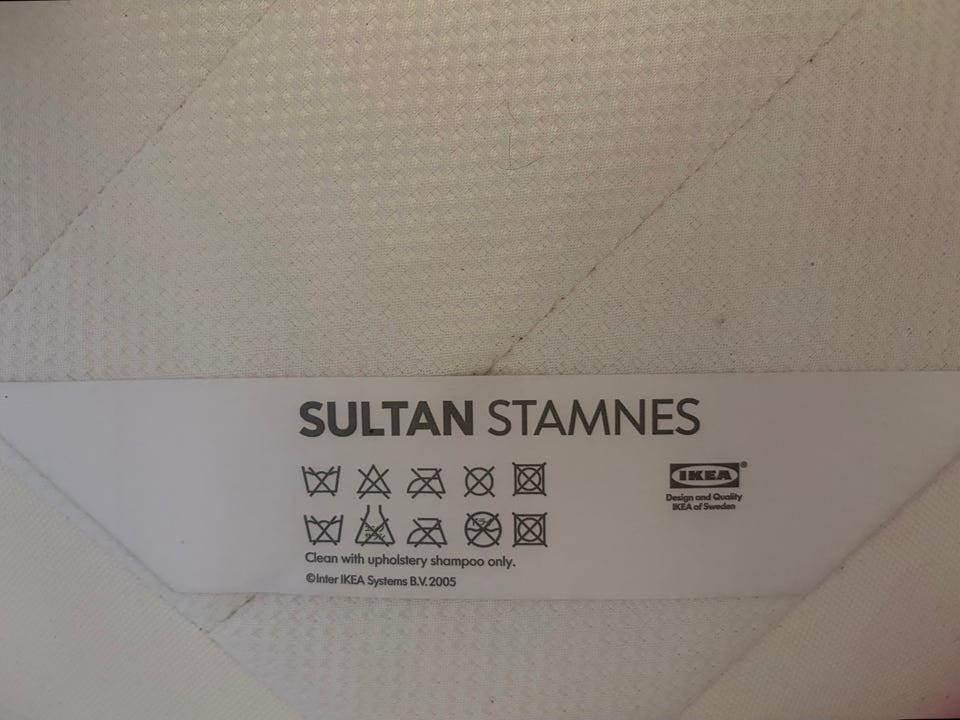 SULTAN STAMNES
IKEA®
Design and Quality
IKEA of Sweden
Clean with upholstery shampoo only.
©Inter IKEA Systems B.V. 2005